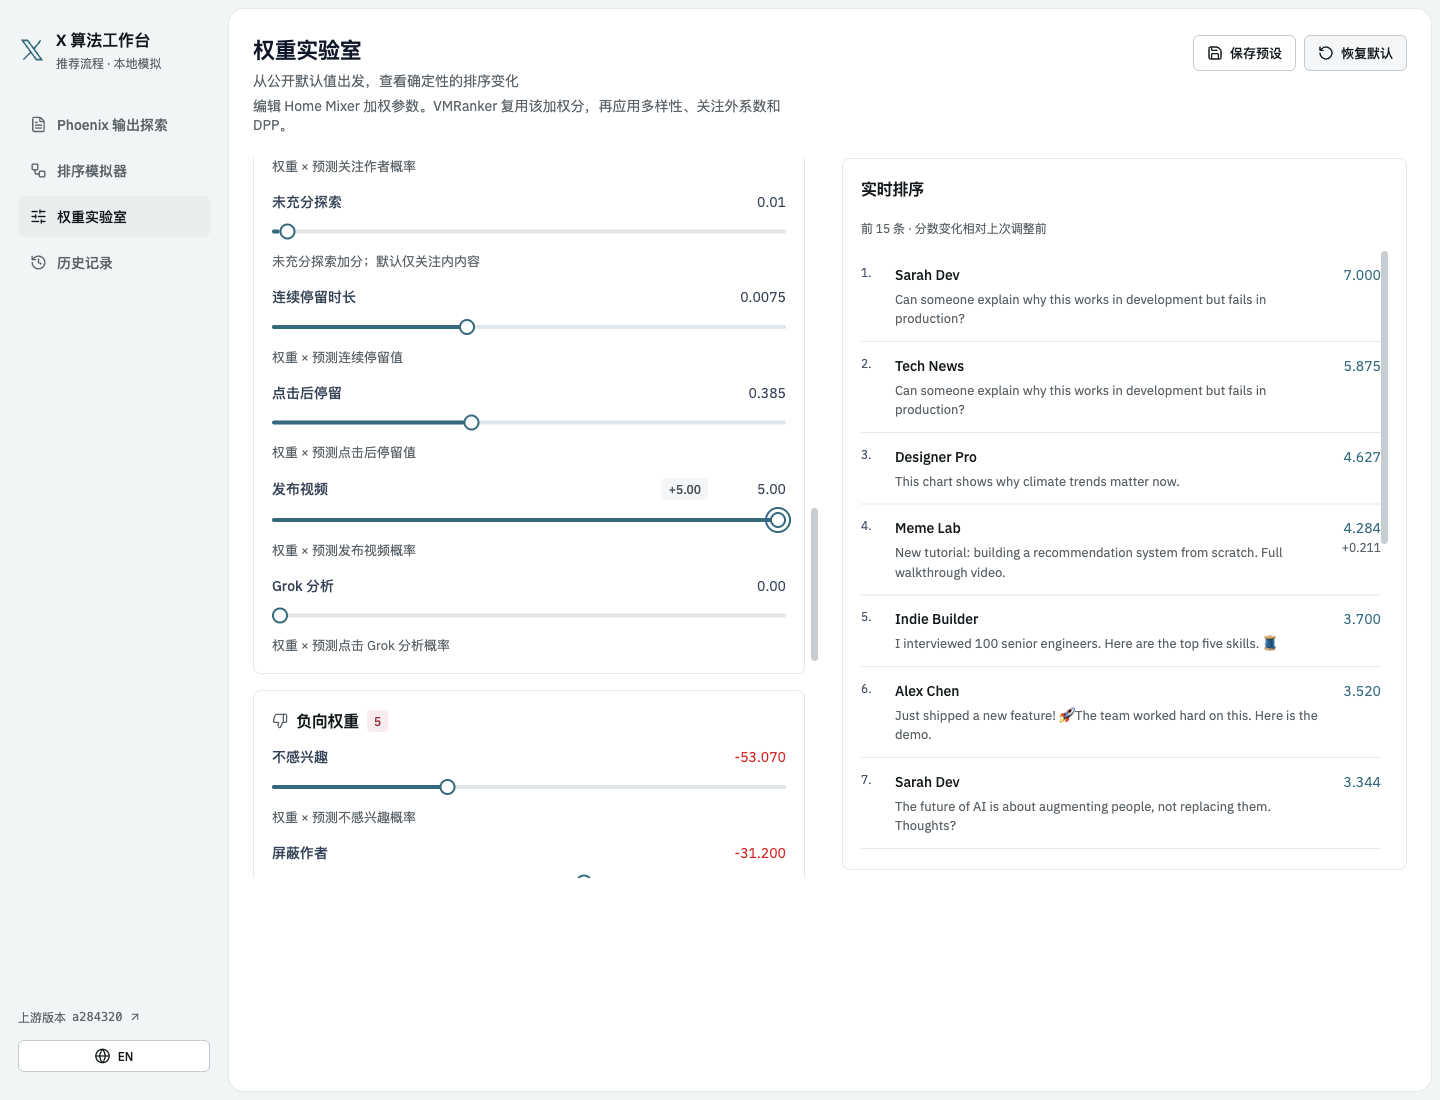 X 算法工作台
推荐流程 · 本地模拟
Phoenix 输出探索
排序模拟器
权重实验室
历史记录
上游版本 a284320
EN
权重实验室
从公开默认值出发，查看确定性的排序变化
编辑 Home Mixer 加权参数。VMRanker 复用该加权分，再应用多样性、关注外系数和
DPP。
保存预设
恢复默认
权重 × 预测关注作者概率
未充分探索 0.01
未充分探索加分；默认仅关注内内容
连续停留时长 0.0075
权重 × 预测连续停留值
点击后停留 0.385
权重 × 预测点击后停留值
发布视频 +5.00 5.00
权重 × 预测发布视频概率
Grok 分析 0.00
权重 × 预测点击 Grok 分析概率
负向权重 5
不感兴趣 -53.070
权重 × 预测不感兴趣概率
屏蔽作者 -31.200
实时排序
前 15 条 · 分数变化相对上次调整前
1. Sarah Dev 7.000
Can someone explain why this works in development but fails in
production?
2. Tech News 5.875
Can someone explain why this works in development but fails in
production?
3. Designer Pro 4.627
This chart shows why climate trends matter now.
4. Meme Lab 4.284
+0.211
New tutorial: building a recommendation system from scratch. Full
walkthrough video.
5. Indie Builder 3.700
I interviewed 100 senior engineers. Here are the top five skills. 🧵
6. Alex Chen 3.520
Just shipped a new feature! 🚀The team worked hard on this. Here is the
demo.
7. Sarah Dev 3.344
The future of AI is about augmenting people, not replacing them.
Thoughts?